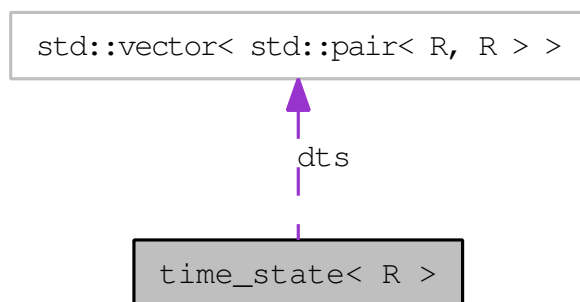 std::vector< std::pair< R, R > >
dts
time_state< R >